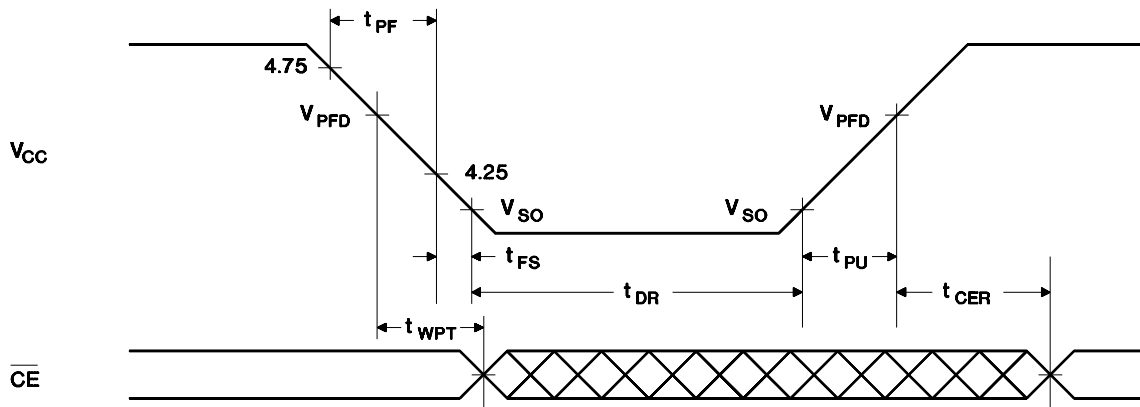 t PF
4.75
V PFD
V PFD
V CC
4.25
V SO
V SO
t FS
t PU
t DR
t CER
t WPT
CE